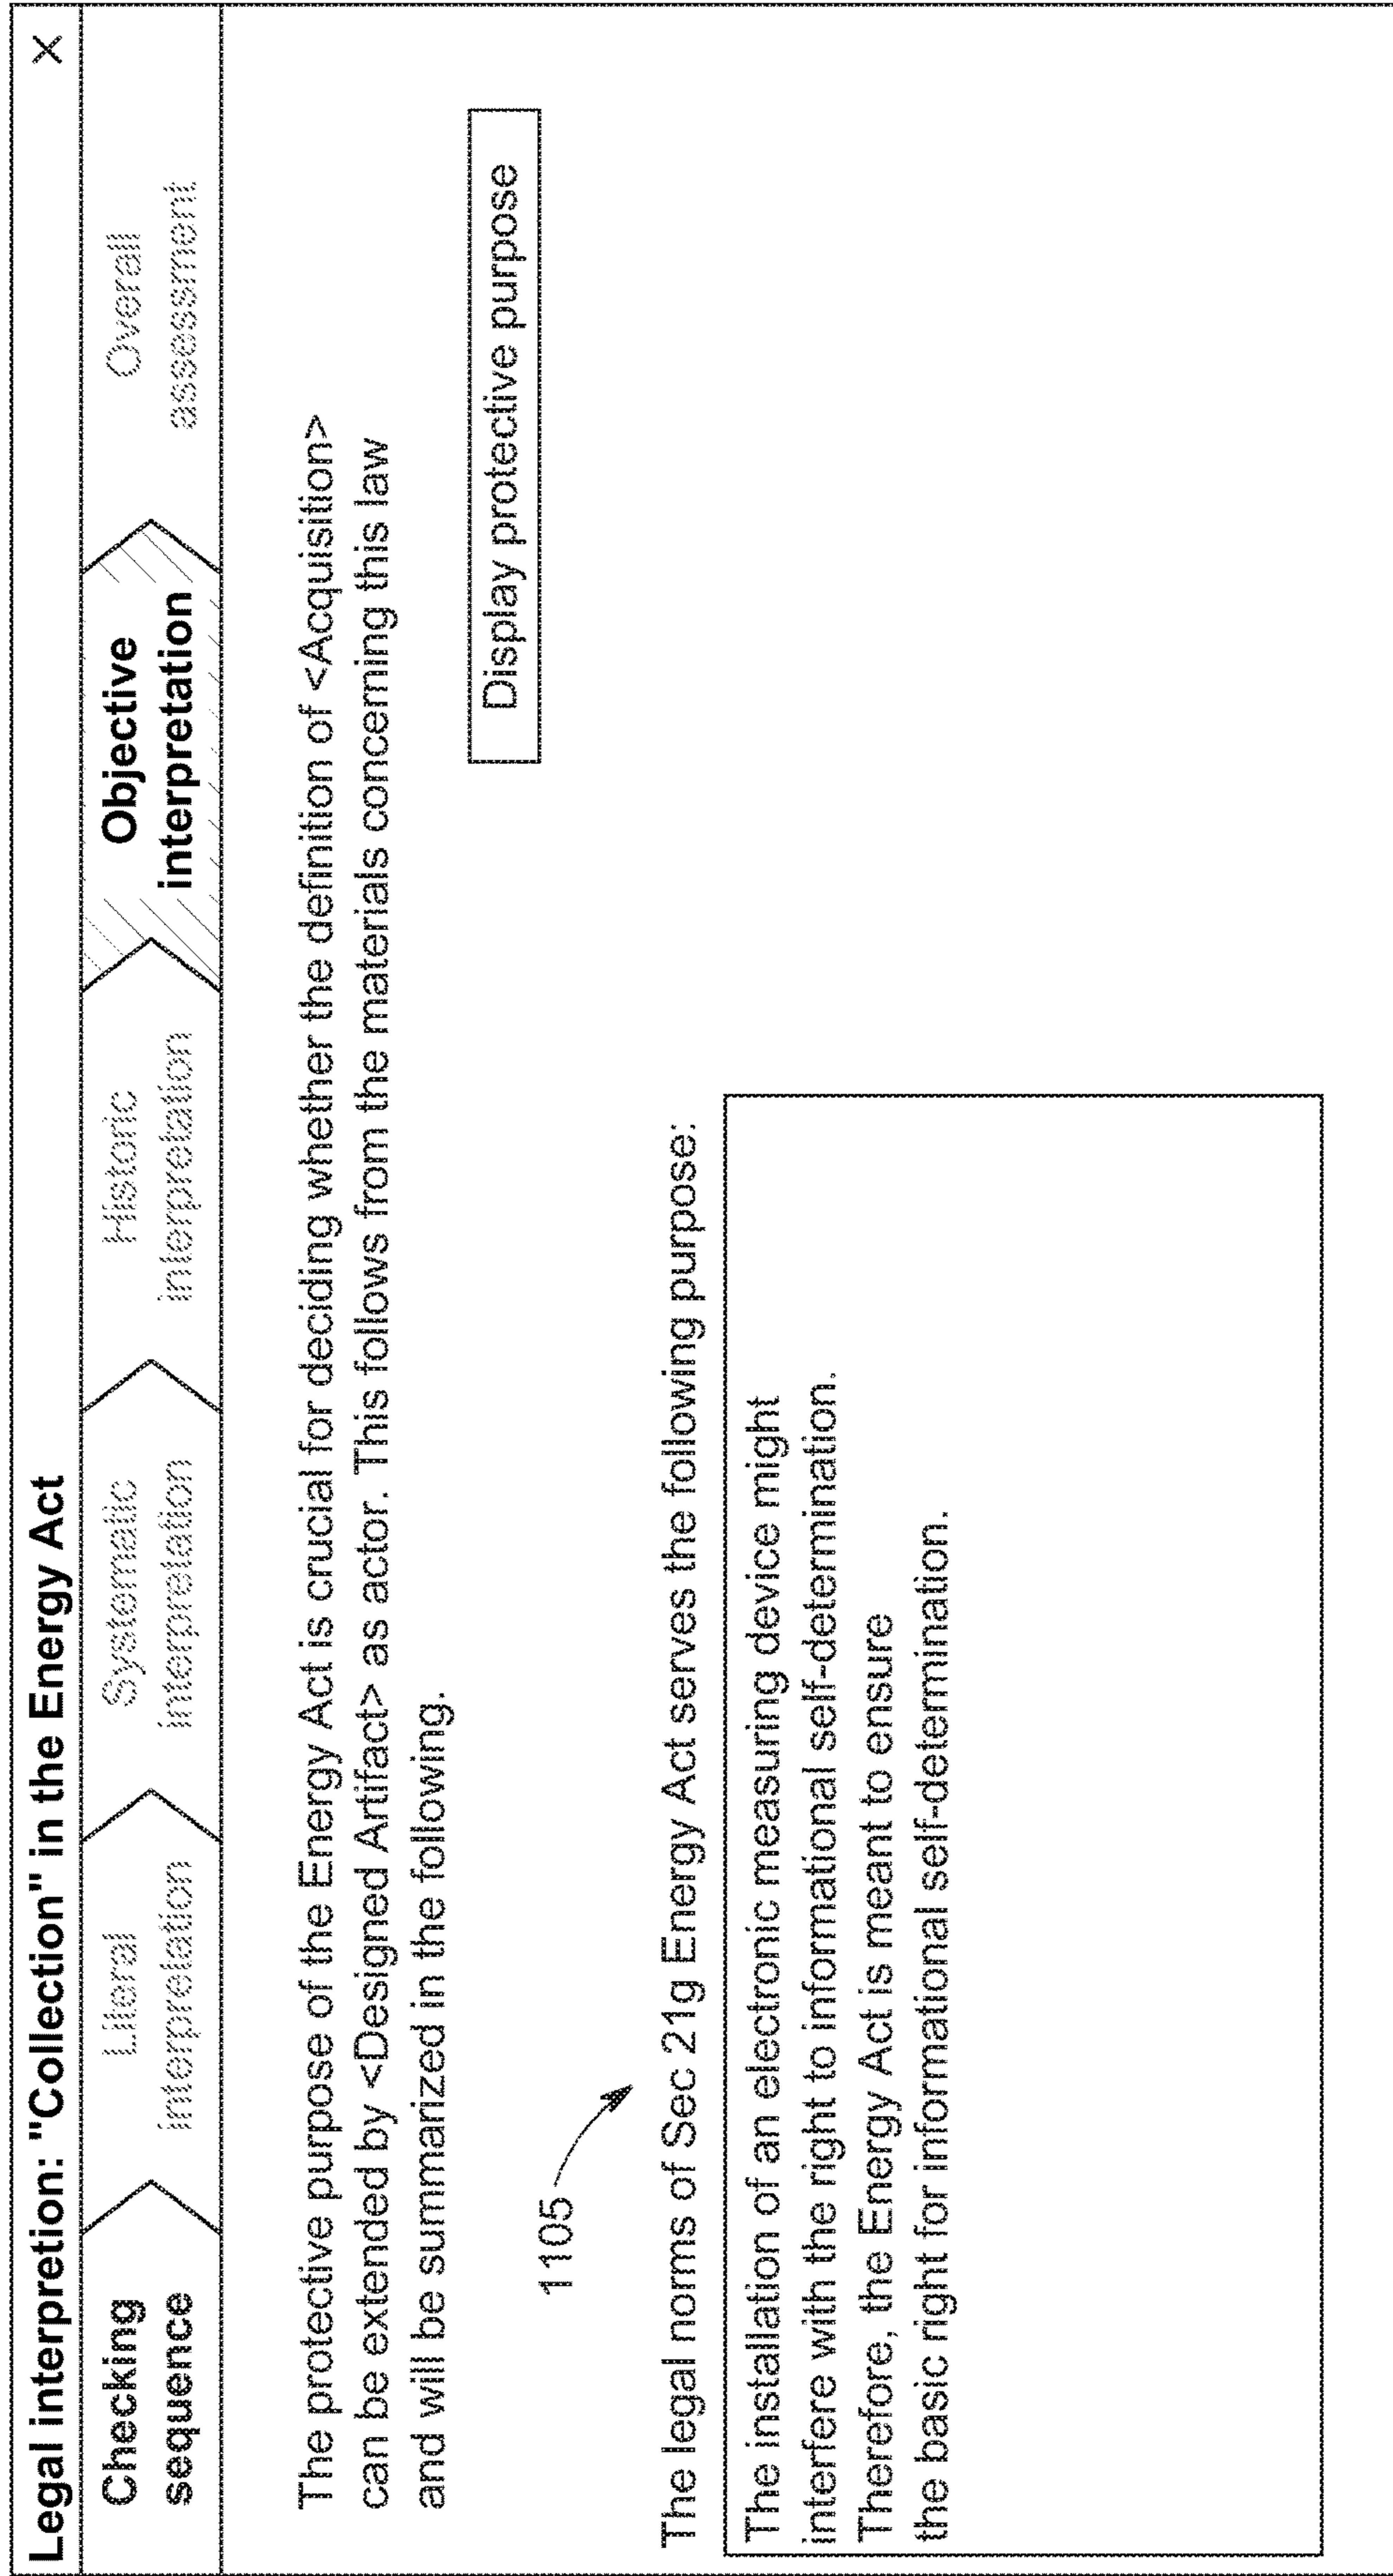 Legal interpretion: "Collection" in the Energy Act
X
Checking
sequence
Literal
interpretation
Systematic
interpretation
Historic
interpretation
Objective
interpretation
Overall
assessment
The protective purpose of the Energy Act is crucial for deciding whether the definition of <Acquisition>
can be extended by <Designed Artifact> as actor. This follows from the materials concerning this law
and will be summarized in the following.
Display protective purpose
1105
The legal norms of Sec 21g Energy Act serves the following purpose:
The installation of an electronic measuring device might
interfere with the right to informational self-determination.
Therefore, the Energy Act is meant to ensure
the basic right for informational self-determination.